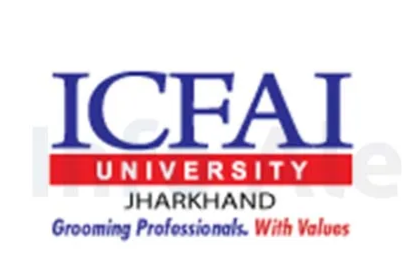 ICFAI
UNIVERSITY
JHARKHAND
Grooming Professionals. With Values